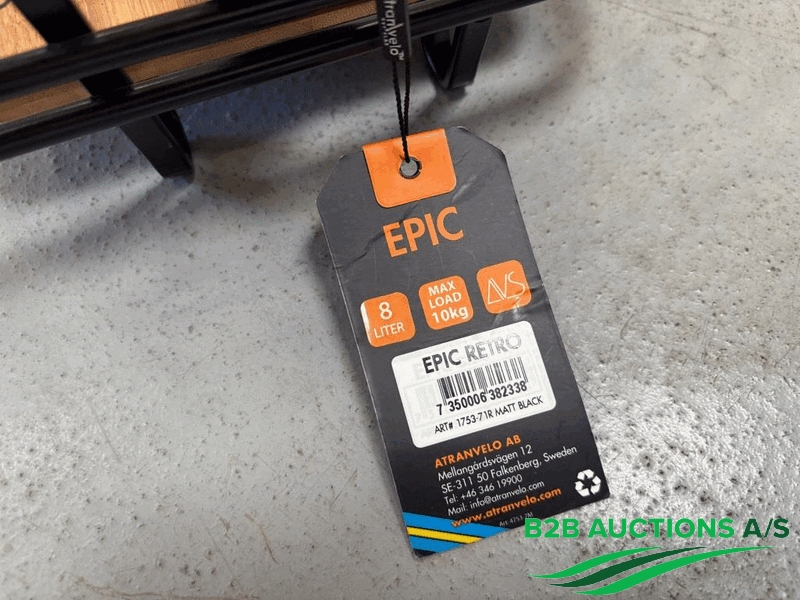 atranvelo
EPIC
8
LITER
MAX
LOAD
10kg
AVS
EPIC RETRO
7 350006 382338
ART# 1753-71R MATT BLACK
ATRANVELO AB
Mellangårdsvägen 12
SE-311 50 Falkenberg, Sweden
Tel: +46 346 19900
Mail: info@atranvelo.com
www.atranvelo.com
B2B AUCTIONS A/S